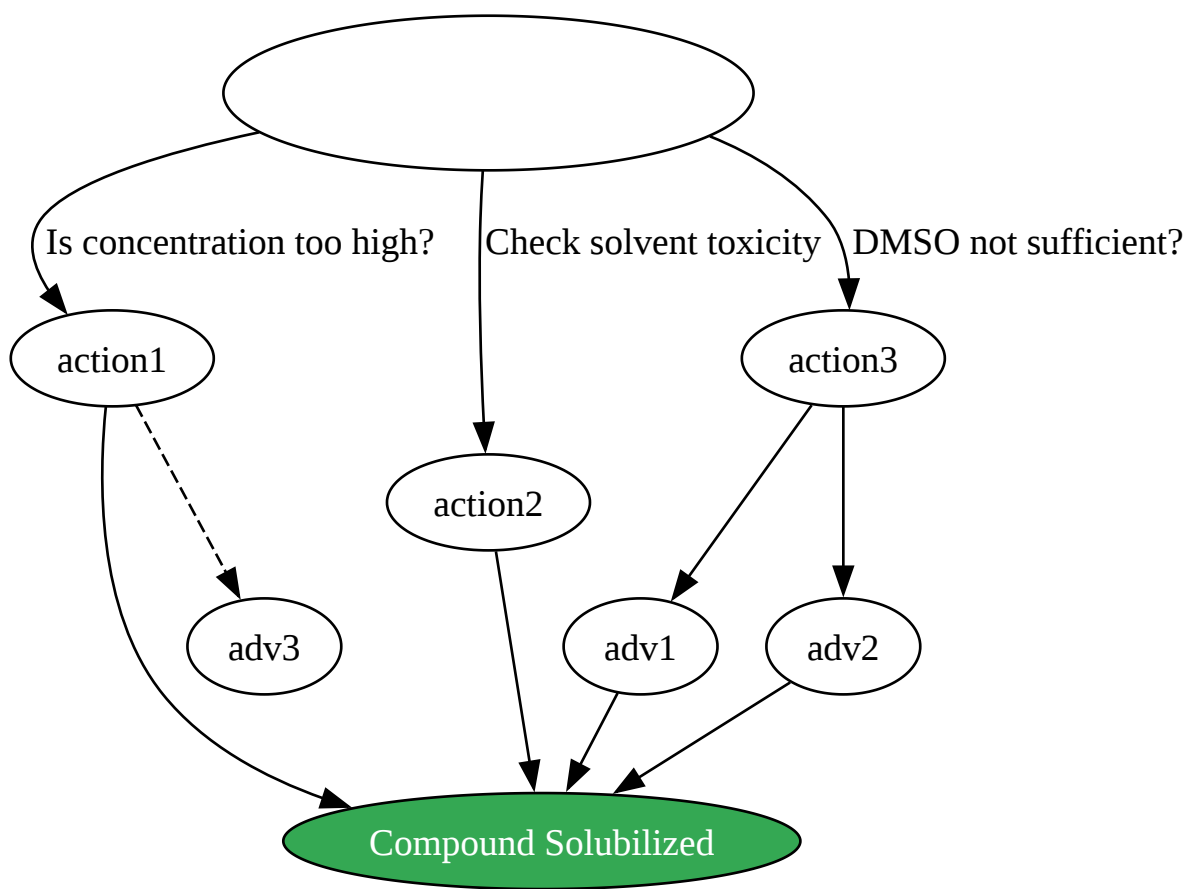 Is concentration too high?
Check solvent toxicity
DMSO not sufficient?
action1
action3
action2
adv3
adv1
adv2
Compound Solubilized